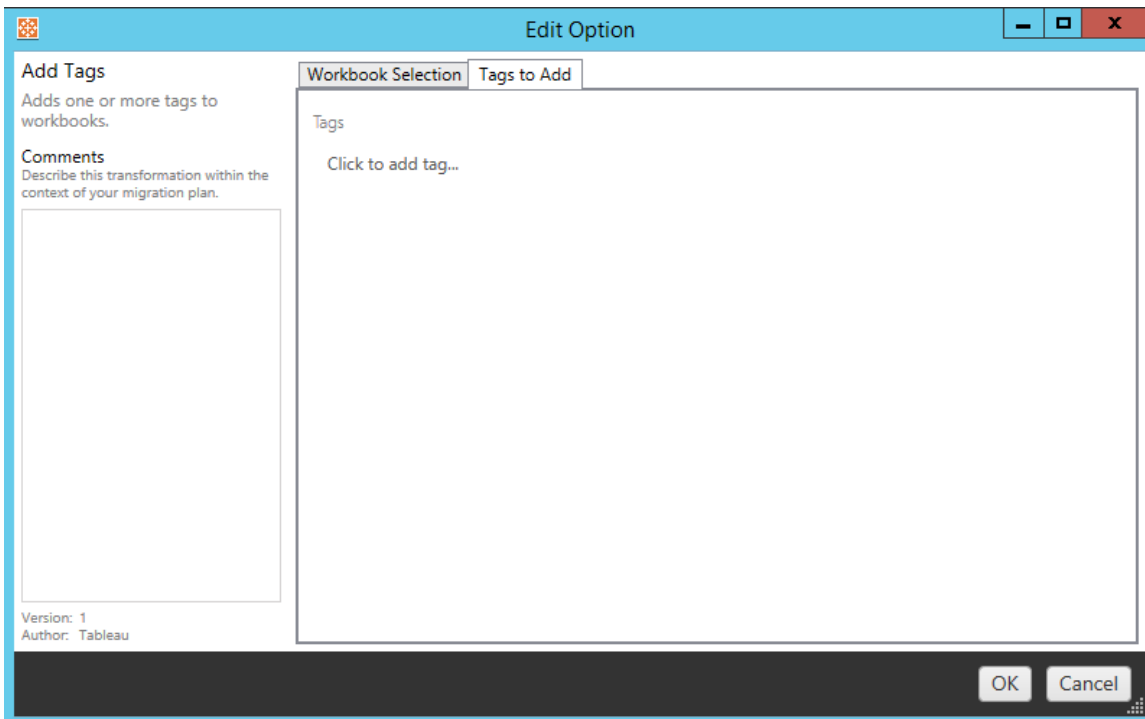 Edit Option
Add Tags
Adds one or more tags to
workbooks.
Comments
Describe this transformation within the
context of your migration plan.
Version: 1
Author: Tableau
Workbook Selection
Tags to Add
Tags
Click to add tag...
OK
Cancel